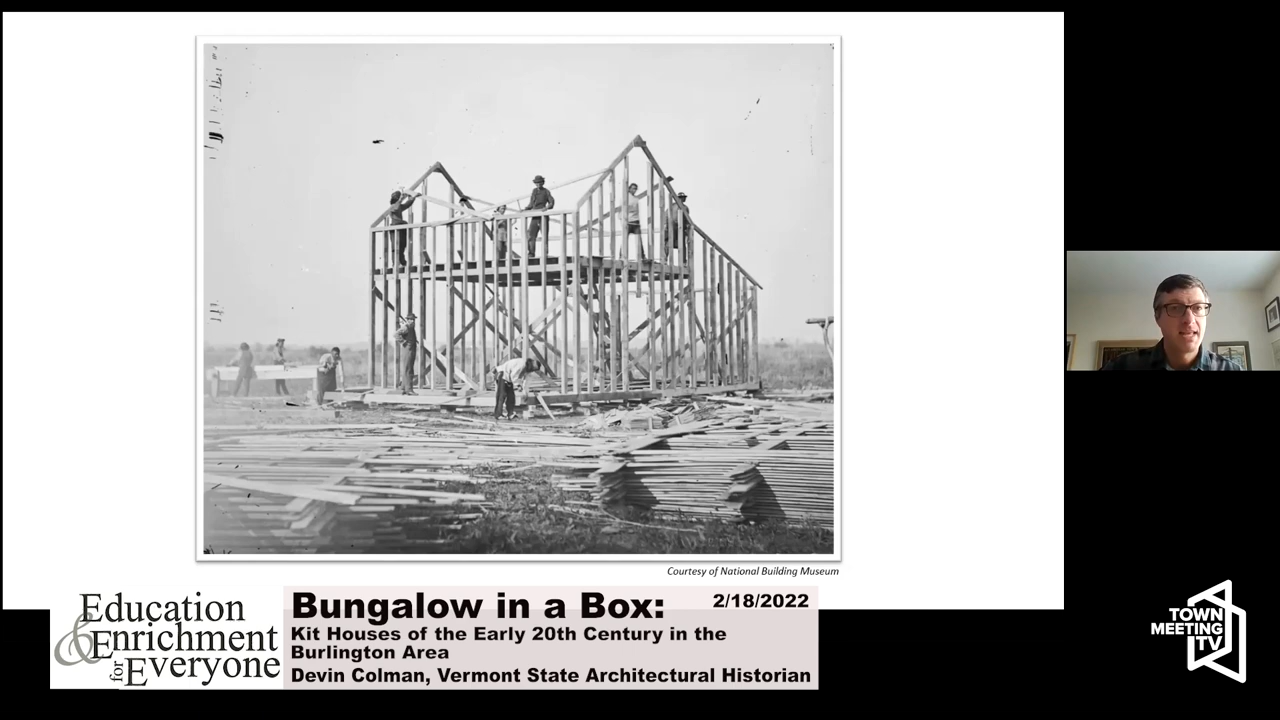 Courtesy of National Building Museum
Education
& Enrichment
for Everyone
Bungalow in a Box:
2/18/2022
Kit Houses of the Early 20th Century in the
Burlington Area
Devin Colman, Vermont State Architectural Historian
TOWN
MEETING
TV